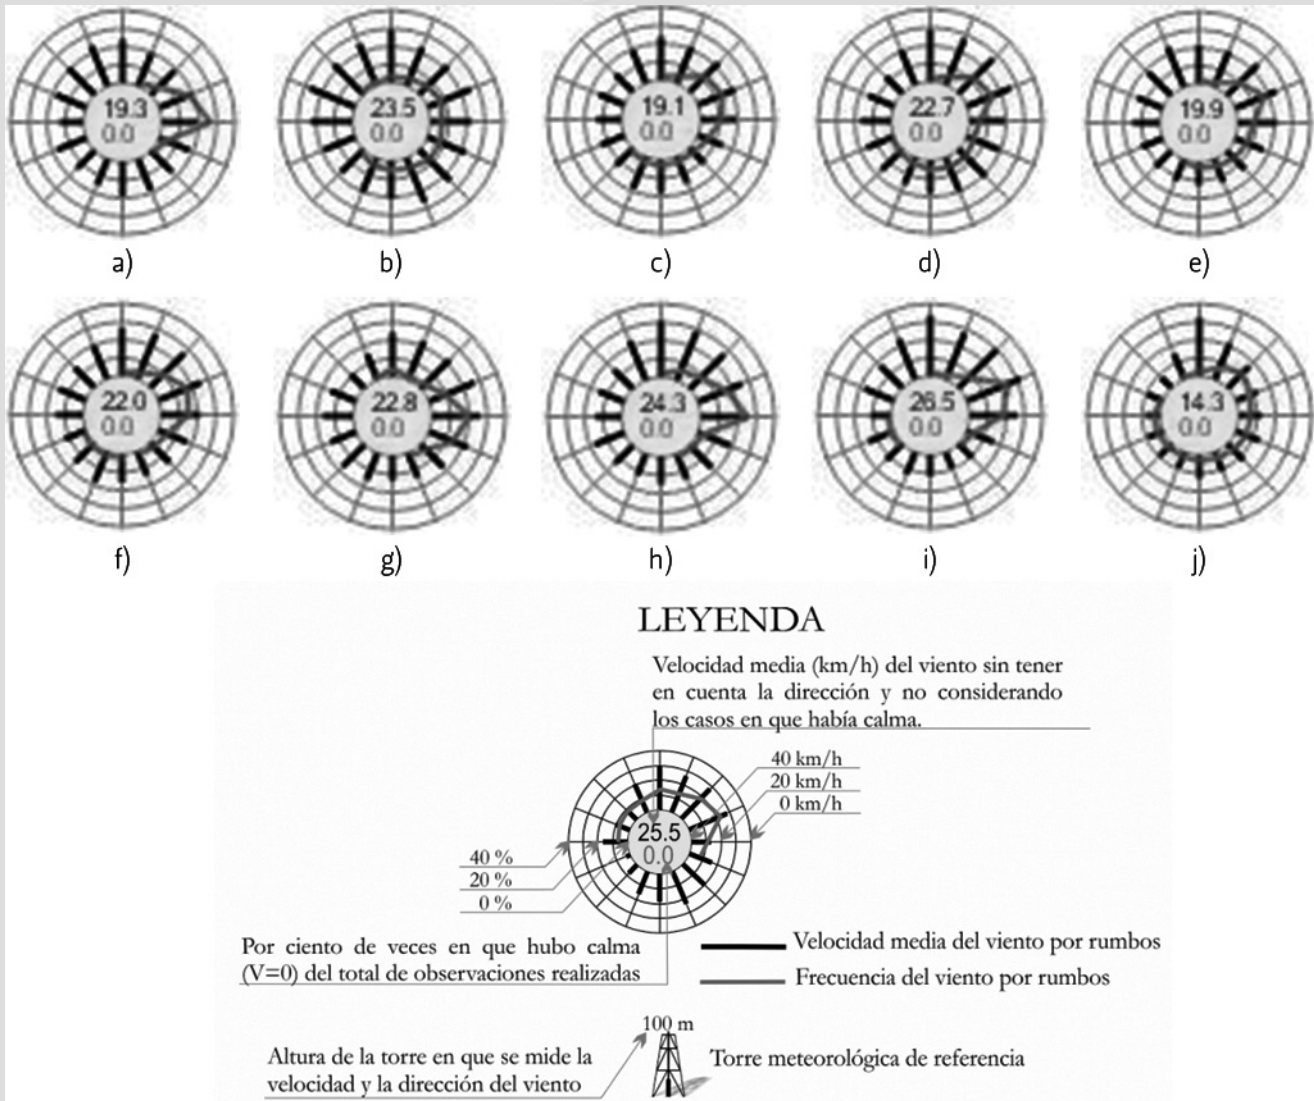 19.3
0.0
23.5
0.0
19.1
0.0
22.7
0.0
19.9
0.0
a)
b)
c)
d)
e)
22.0
0.0
22.8
0.0
24.3
0.0
26.5
0.0
14.3
0.0
f)
g)
h)
i)
j)
LEYENDA
Velocidad media (km/h) del viento sin tener
en cuenta la dirección y no considerando
los casos en que había calma.
40 km/h
20 km/h
0 km/h
25.5
0.0
40 %
20 %
0 %
Por ciento de veces en que hubo calma
(V=0) del total de observaciones realizadas
Velocidad media del viento por rumbos
Frecuencia del viento por rumbos
100 m
Altura de la torre en que se mide la
velocidad y la dirección del viento
Torre meteorológica de referencia